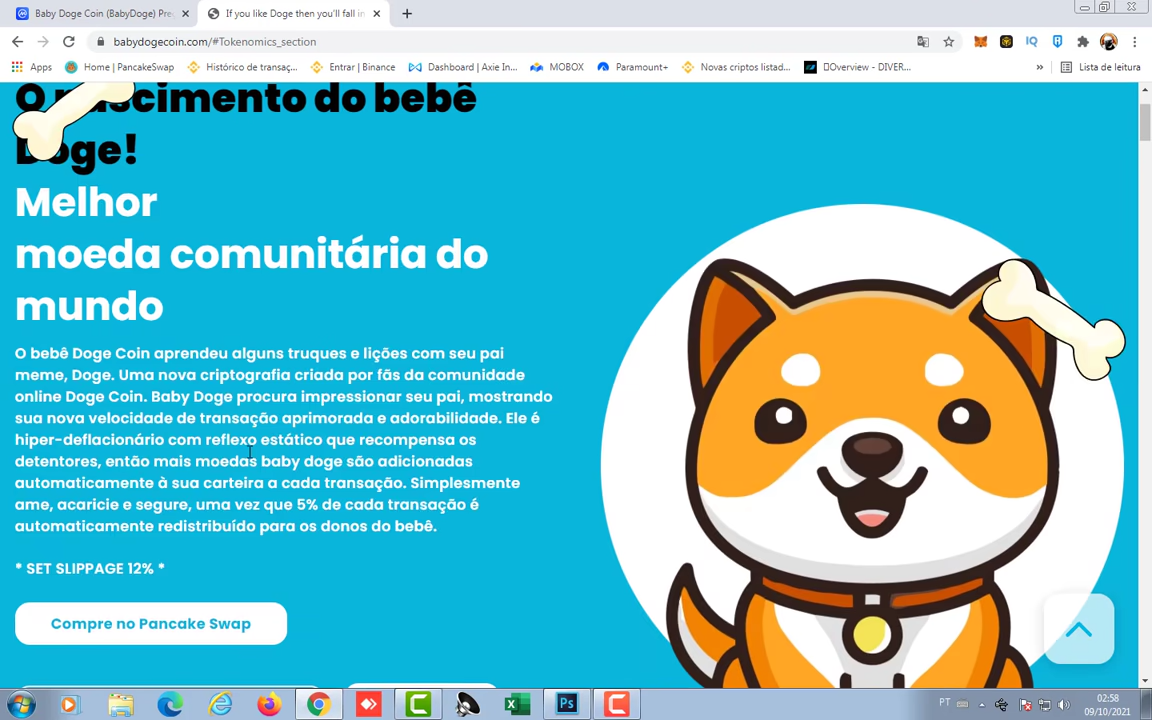 Baby Doge Coin (BabyDoge) Pre
If you like Doge then you'll fall in
babydogecoin.com/#Tokenomics_section
Apps
Home | PancakeSwap
Histórico de transaç...
Entrar | Binance
Dashboard | Axie In...
MOBOX
Paramount+
Novas criptos listad...
Overview - DIVER...
»
Lista de leitura
O nascimento do bebê
Doge!
Melhor
moeda comunitária do
mundo
O bebê Doge Coin aprendeu alguns truques e lições com seu pai
meme, Doge. Uma nova criptografia criada por fãs da comunidade
online Doge Coin. Baby Doge procura impressionar seu pai, mostrando
sua nova velocidade de transação aprimorada e adorabilidade. Ele é
hiper-deflacionário com reflexo estático que recompensa os
detentores, então mais moedas baby doge são adicionadas
automaticamente à sua carteira a cada transação. Simplesmente
ame, acaricie e segure, uma vez que 5% de cada transação é
automaticamente redistribuído para os donos do bebê.
* SET SLIPPAGE 12% *
Compre no Pancake Swap
PT
02:58
09/10/2021